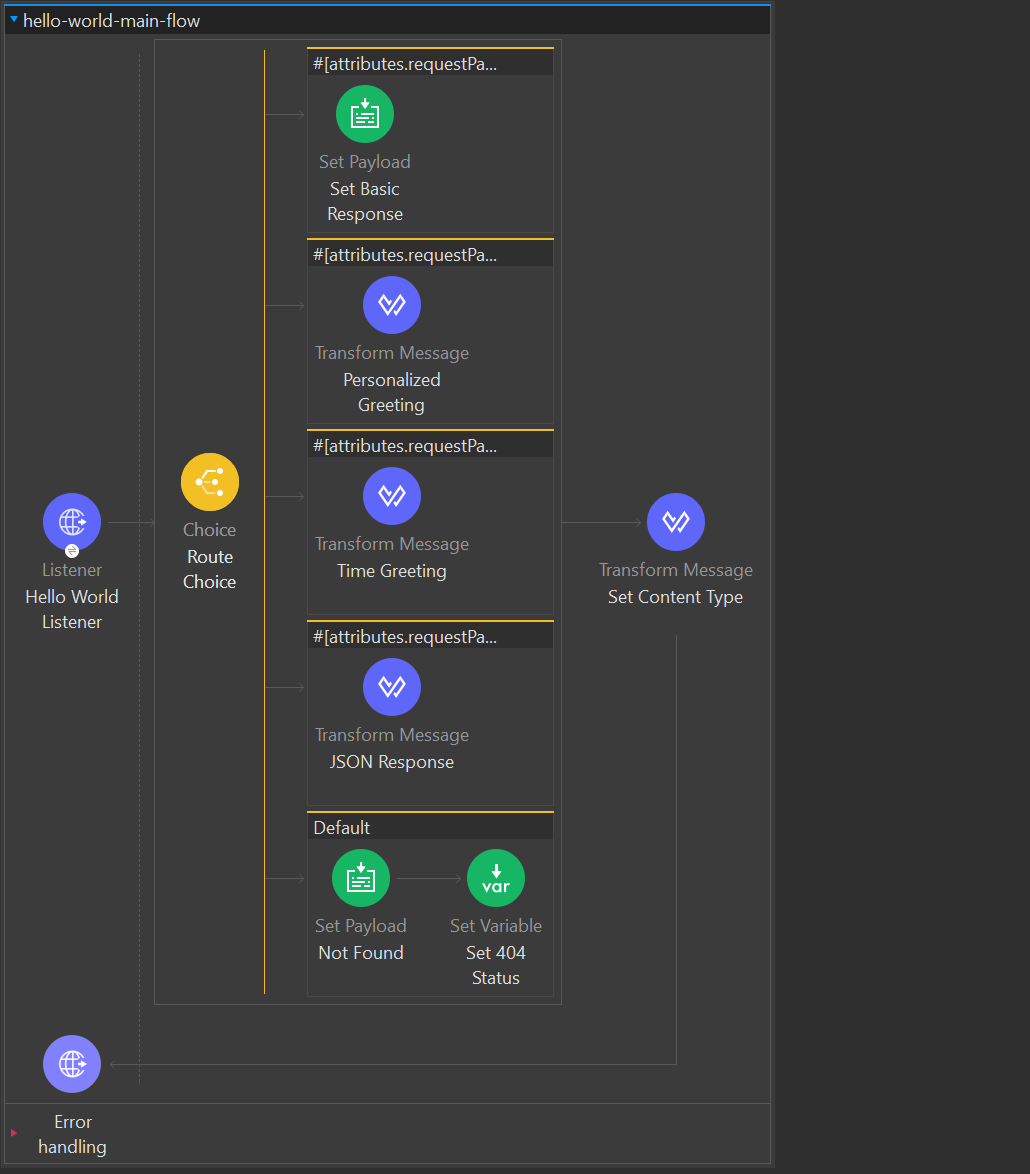 hello-world-main-flow
#[attributes.requestPa...
Set Payload
Set Basic
Response
#[attributes.requestPa...
Transform Message
Personalized
Greeting
#[attributes.requestPa...
Transform Message
Time Greeting
Listener
Hello World
Listener
Choice
Route
Choice
Transform Message
Set Content Type
#[attributes.requestPa...
Transform Message
JSON Response
Default
var
Set Payload
Not Found
Set Variable
Set 404
Status
Error
handling